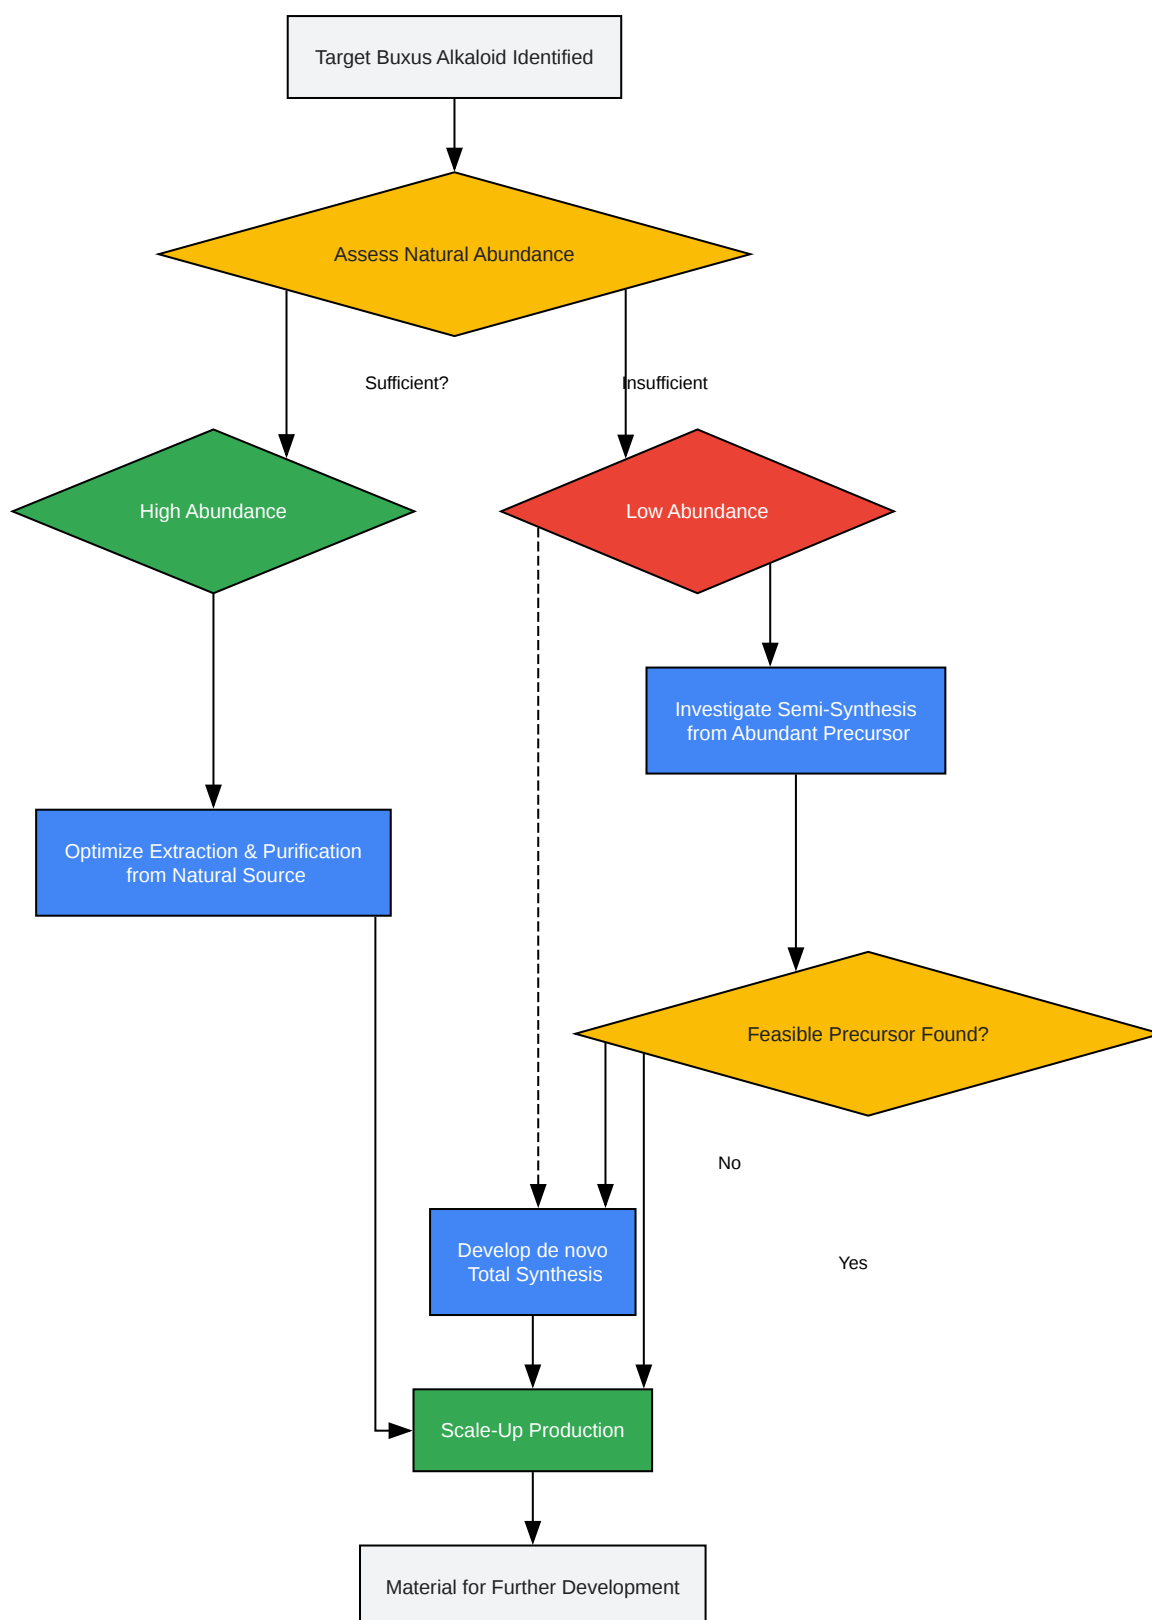 Target Buxus Alkaloid Identified
Assess Natural Abundance
Sufficient?
Insufficient
High Abundance
Low Abundance
Investigate Semi-Synthesis
from Abundant Precursor
Optimize Extraction & Purification
from Natural Source
Feasible Precursor Found?
No
Develop de novo
Total Synthesis
Yes
Scale-Up Production
Material for Further Development